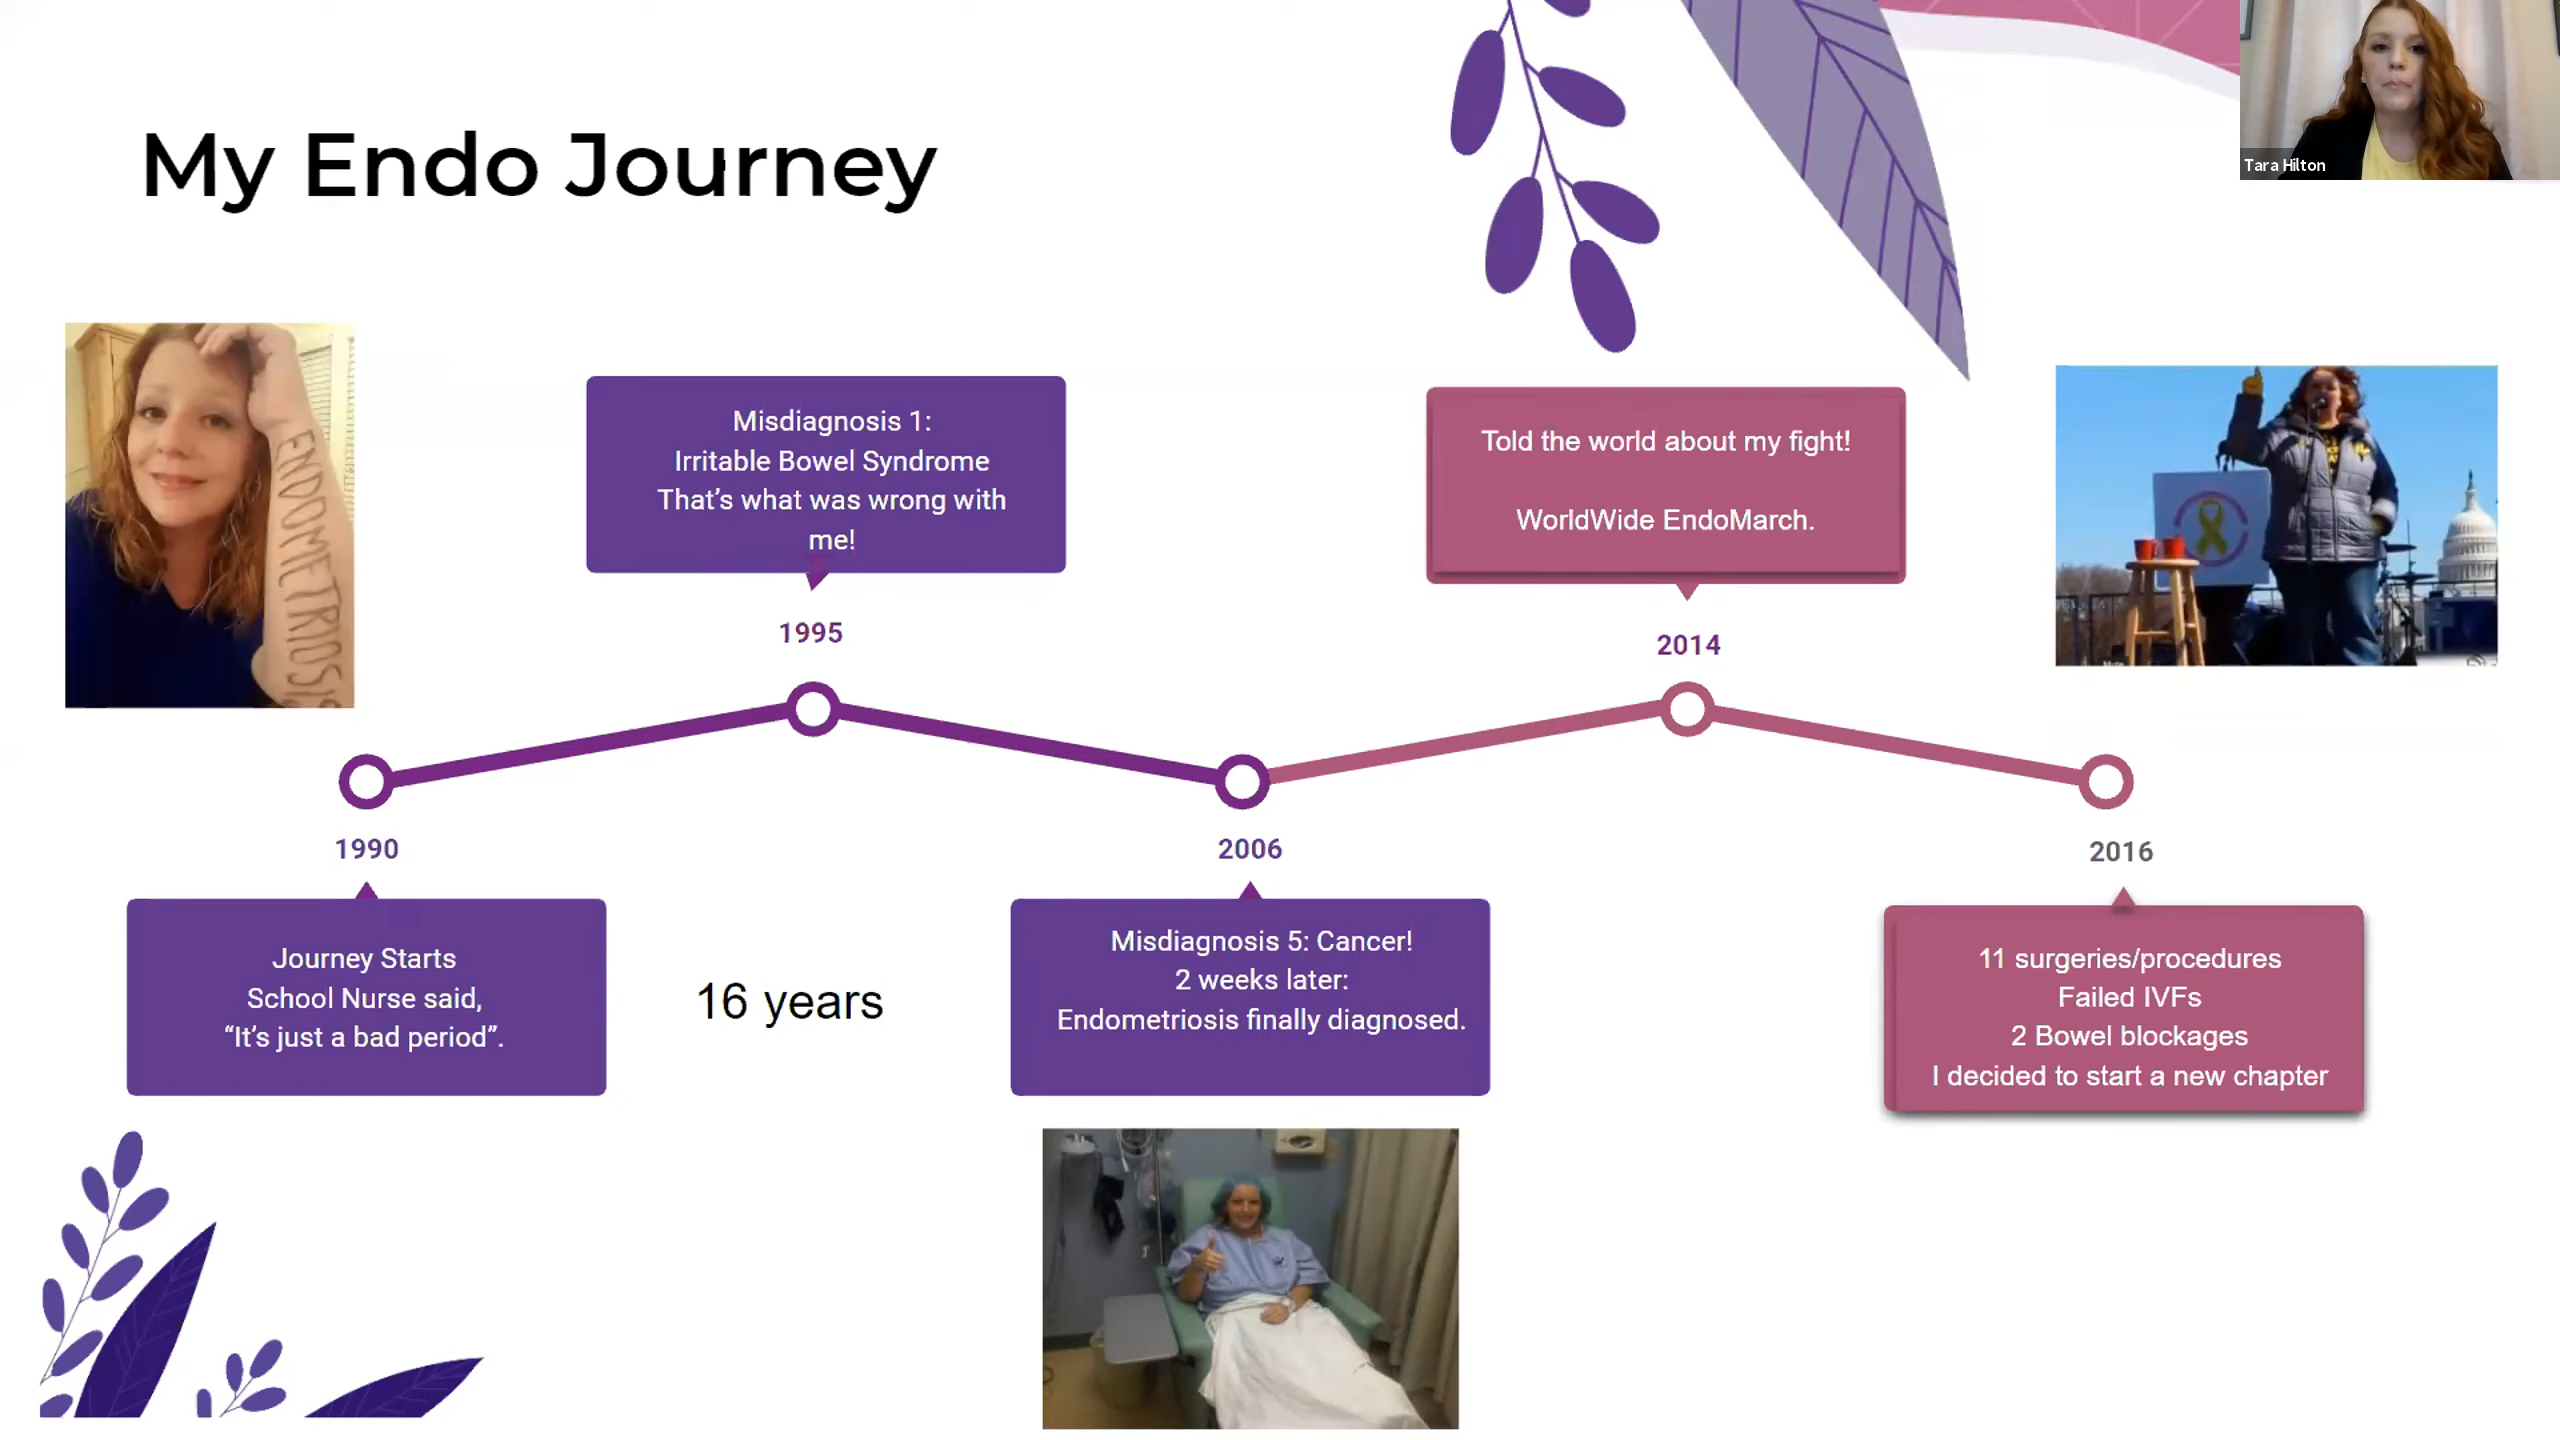 My Endo Journey
Tara Hilton
ENDOMETRIOSIS
Misdiagnosis 1:
Irritable Bowel Syndrome
That’s what was wrong with
me!
1995
Told the world about my fight!
WorldWide EndoMarch.
2014
1990
Journey Starts
School Nurse said,
“It’s just a bad period”.
16 years
2006
Misdiagnosis 5: Cancer!
2 weeks later:
Endometriosis finally diagnosed.
2016
11 surgeries/procedures
Failed IVFs
2 Bowel blockages
I decided to start a new chapter